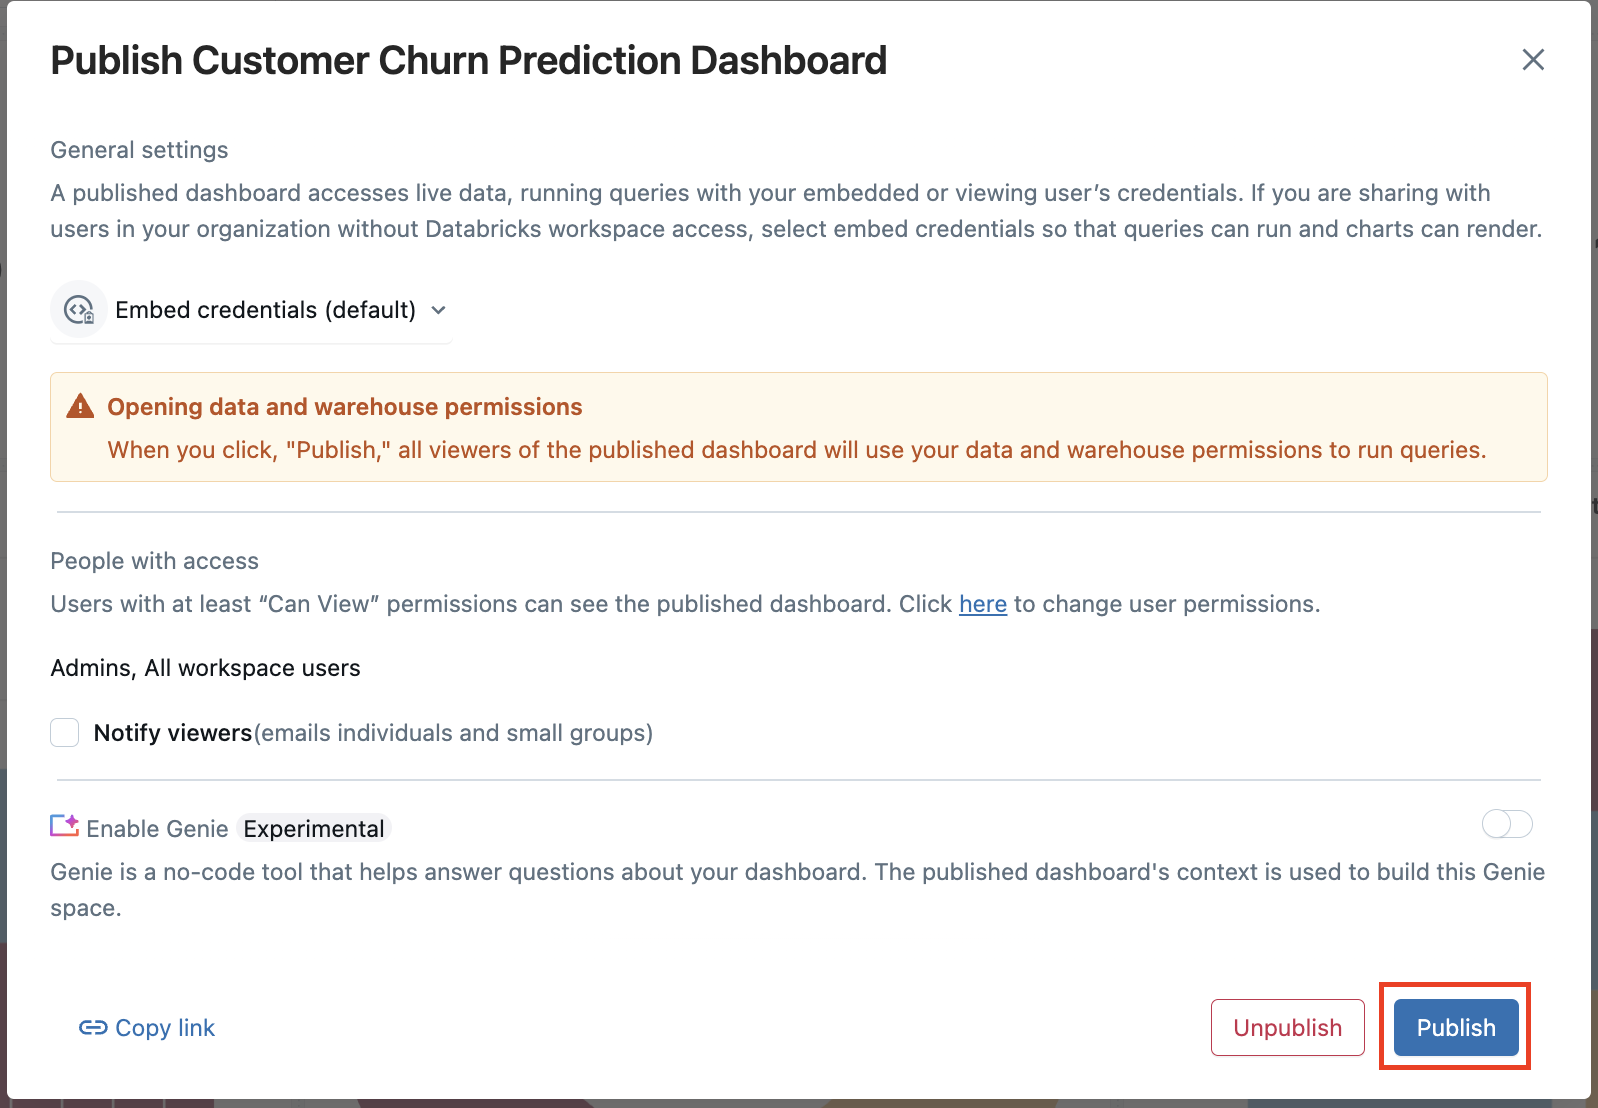 Publish Customer Churn Prediction Dashboard
General settings
A published dashboard accesses live data, running queries with your embedded or viewing user’s credentials. If you are sharing with
users in your organization without Databricks workspace access, select embed credentials so that queries can run and charts can render.
Embed credentials (default)
Opening data and warehouse permissions
When you click, "Publish," all viewers of the published dashboard will use your data and warehouse permissions to run queries.
People with access
Users with at least “Can View” permissions can see the published dashboard. Click here to change user permissions.
Admins, All workspace users
Notify viewers(emails individuals and small groups)
Enable Genie Experimental
Genie is a no-code tool that helps answer questions about your dashboard. The published dashboard's context is used to build this Genie
space.
Copy link
Unpublish
Publish